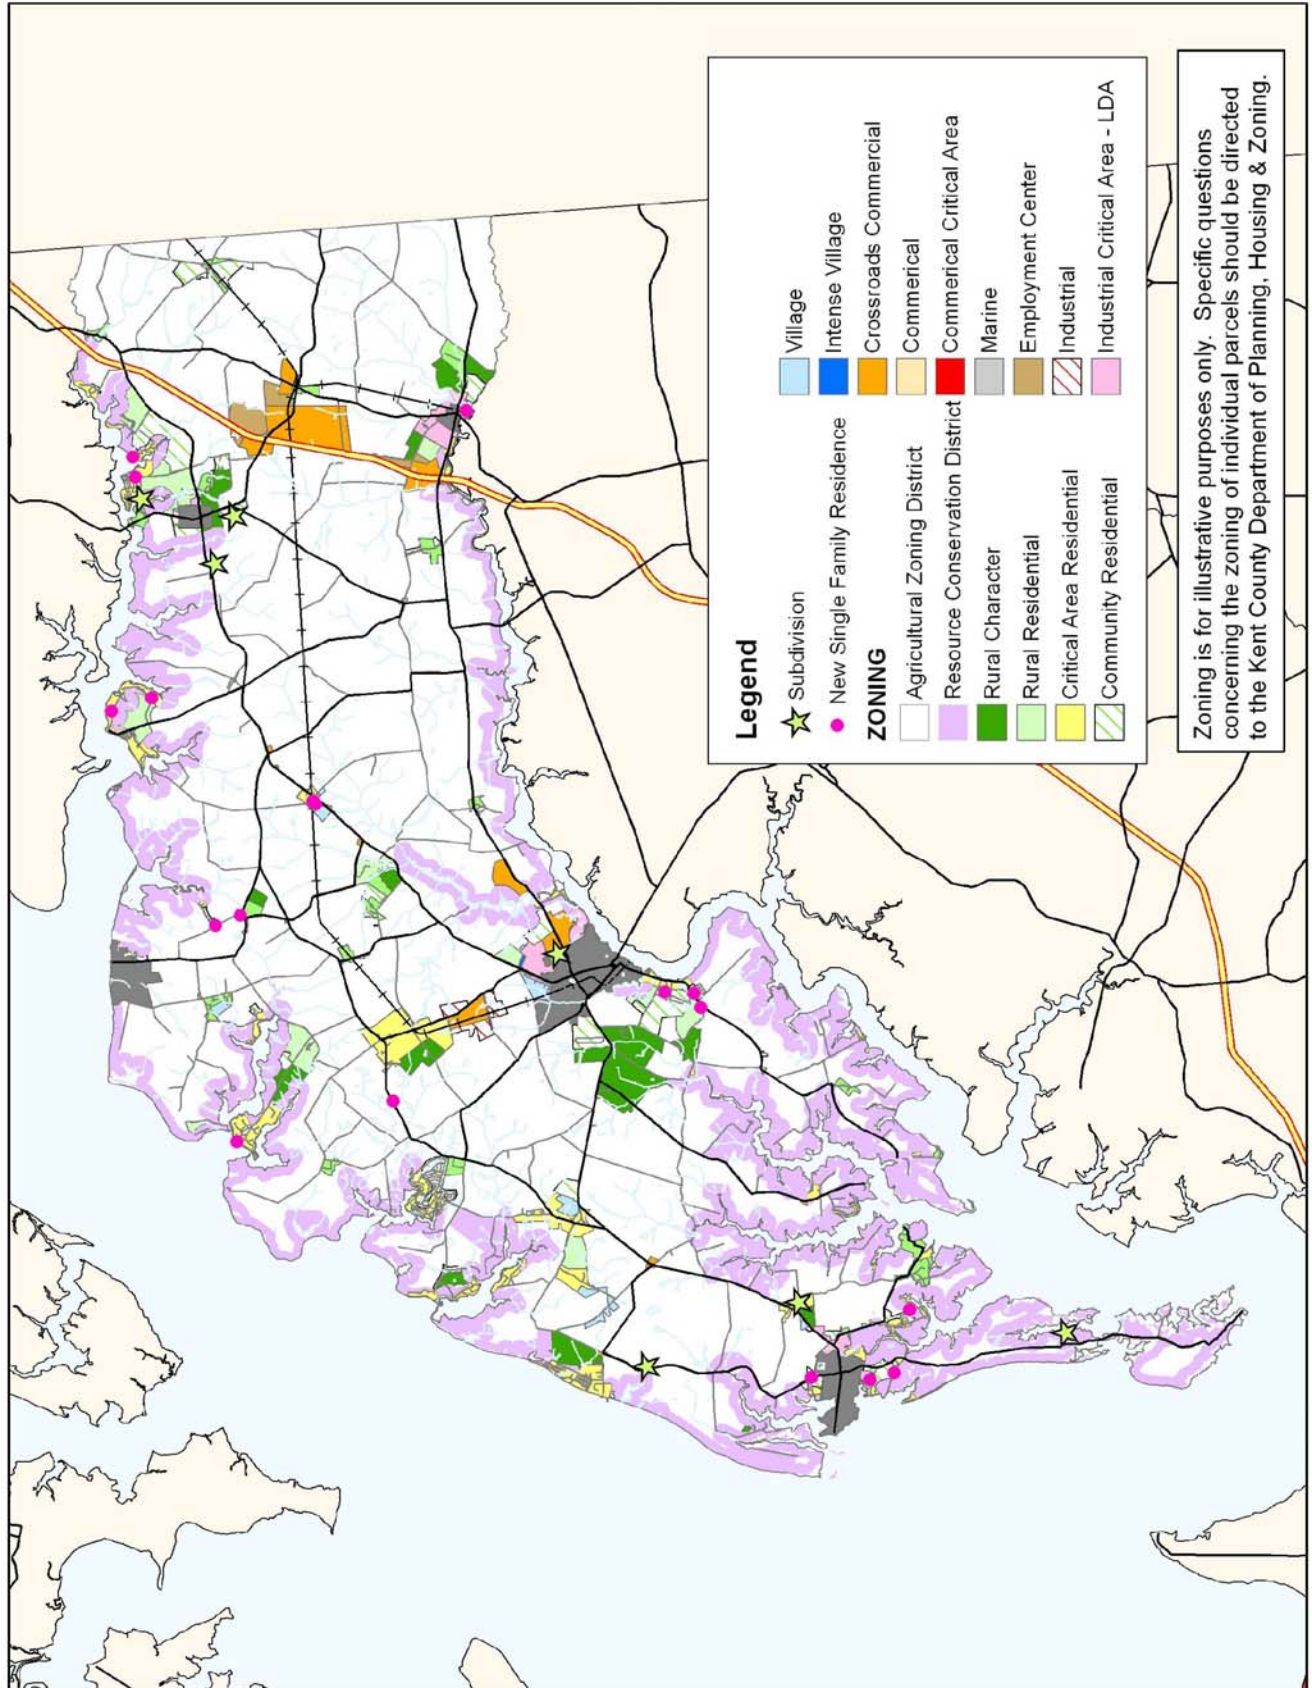 Legend
Subdivision
New Single Family Residence
ZONING
Agricultural Zoning District
Resource Conservation District
Rural Character
Rural Residential
Critical Area Residential
Community Residential
Village
Intense Village
Crossroads Commercial
Commerical
Commerical Critical Area
Marine
Employment Center
Industrial
Industrial Critical Area - LDA
Zoning is for illustrative purposes only. Specific questions
concerning the zoning of individual parcels should be directed
to the Kent County Department of Planning, Housing & Zoning.